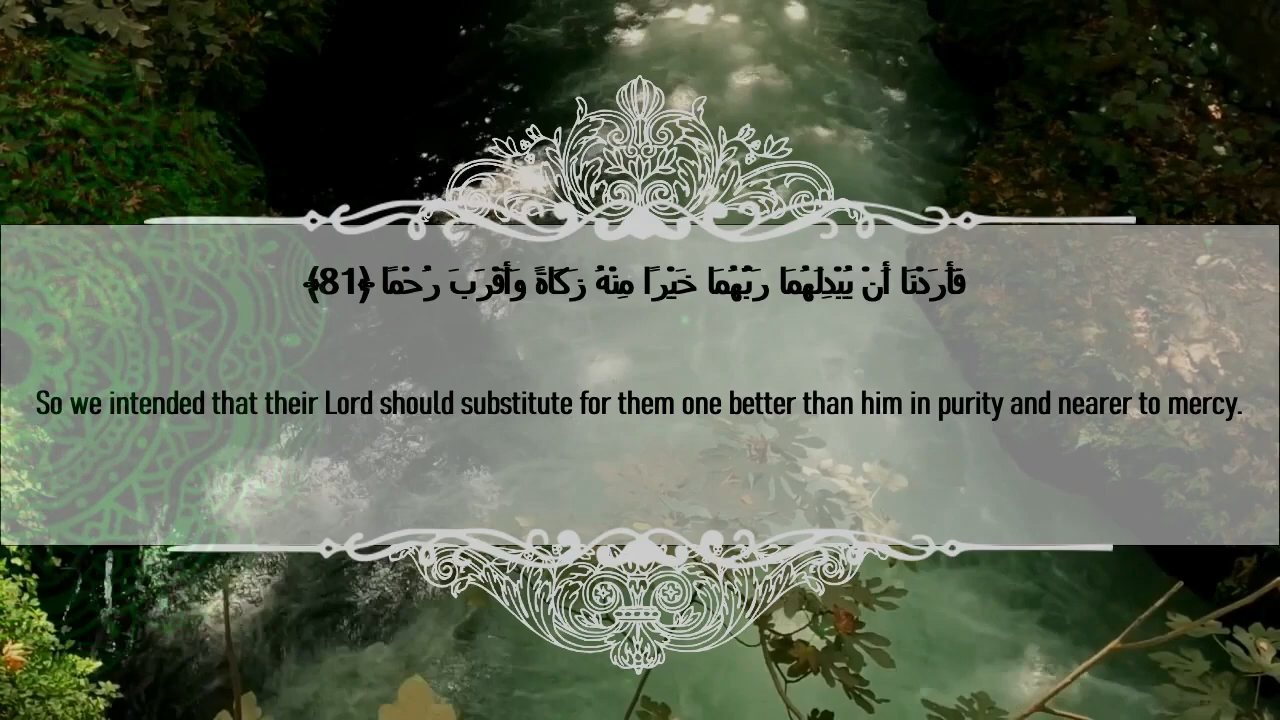 فَأَرَدْنَا أَنْ يُبْدِلَهُمَا رَبُّهُمَا خَيْرًا مِنْهُ زَكَاةً وَأَقْرَبَ رُحْمًا ﴿81﴾
So we intended that their Lord should substitute for them one better than him in purity and nearer to mercy.